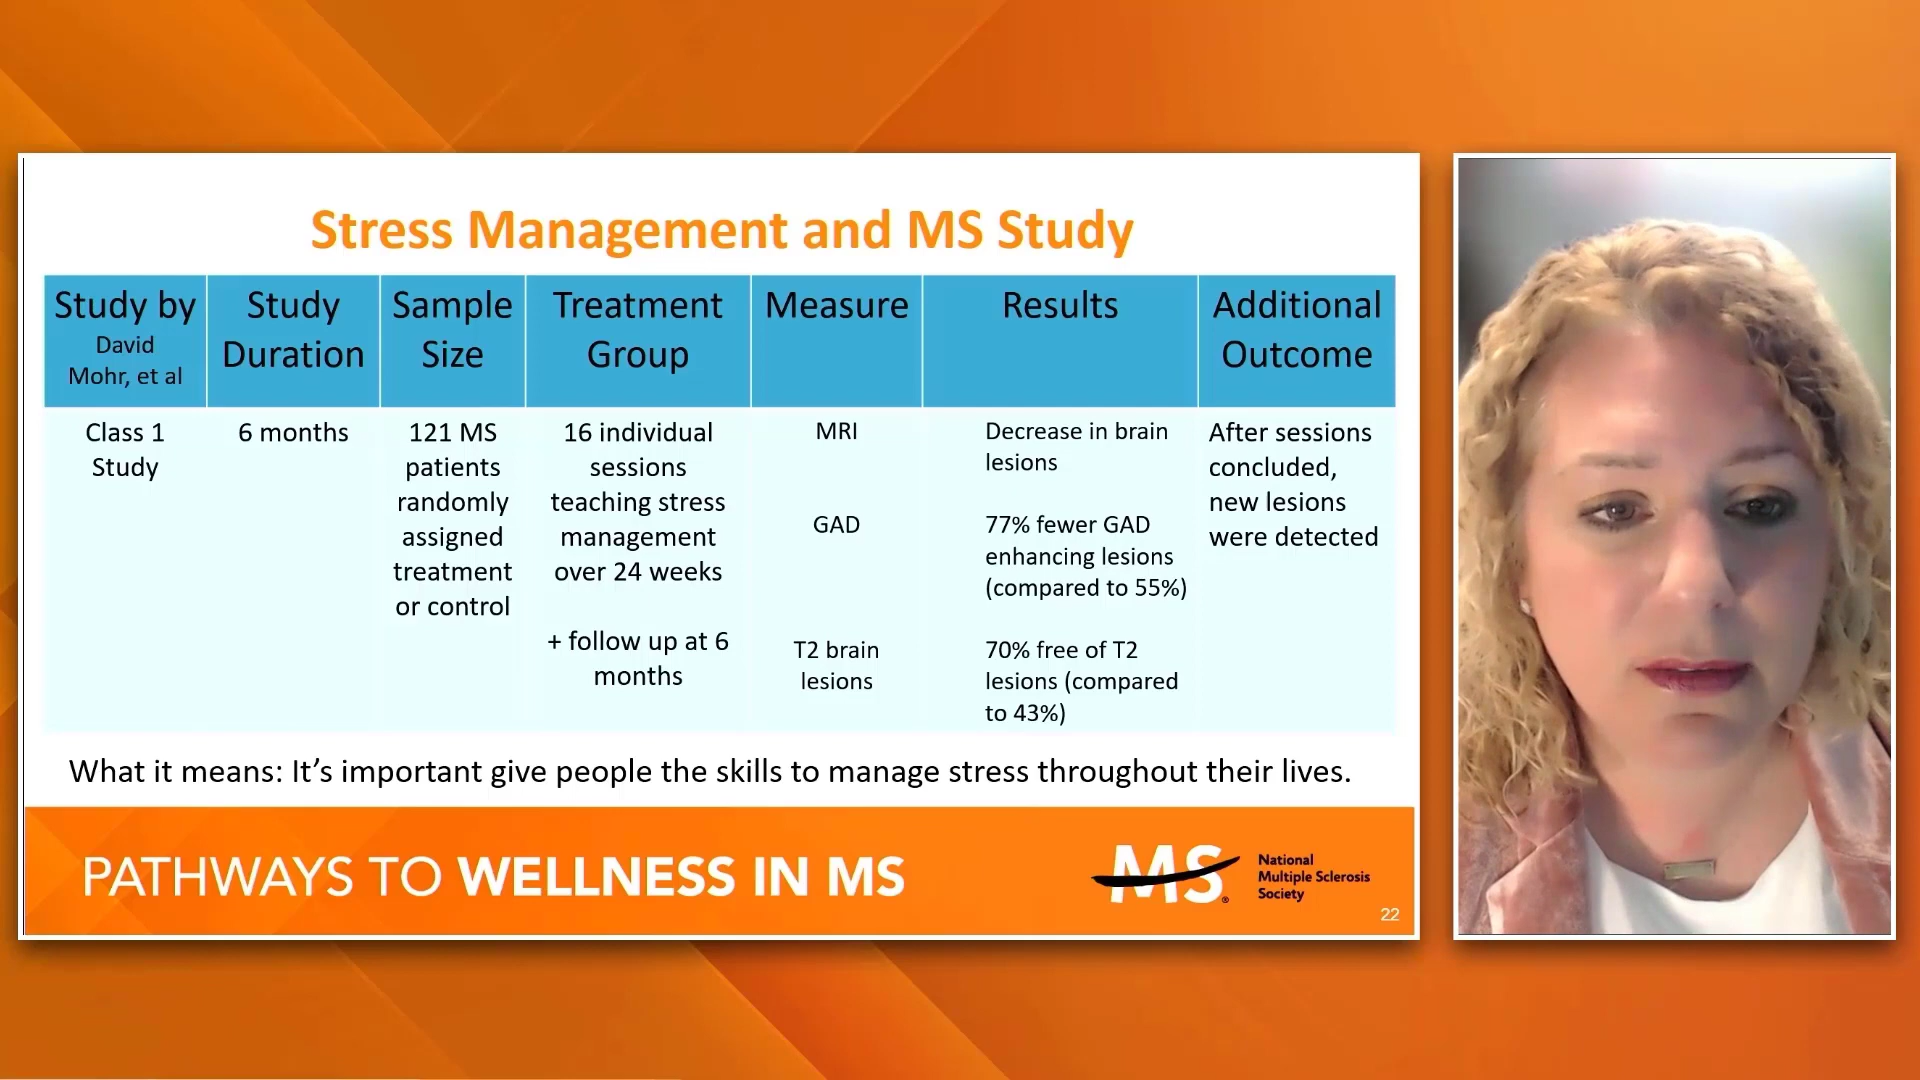 Stress Management and MS Study
Study by
David
Mohr, et al
Study
Duration
Sample
Size
Treatment
Group
Measure
Results
Additional
Outcome
Class 1
Study
6 months
121 MS
patients
randomly
assigned
treatment
or control
16 individual
sessions
teaching stress
management
over 24 weeks
+ follow up at 6
months
MRI
GAD
T2 brain
lesions
Decrease in brain
lesions
77% fewer GAD
enhancing lesions
(compared to 55%)
70% free of T2
lesions (compared
to 43%)
After sessions
concluded,
new lesions
were detected
What it means: It’s important give people the skills to manage stress throughout their lives.
PATHWAYS TO WELLNESS IN MS
MS®
National
Multiple Sclerosis
Society
22